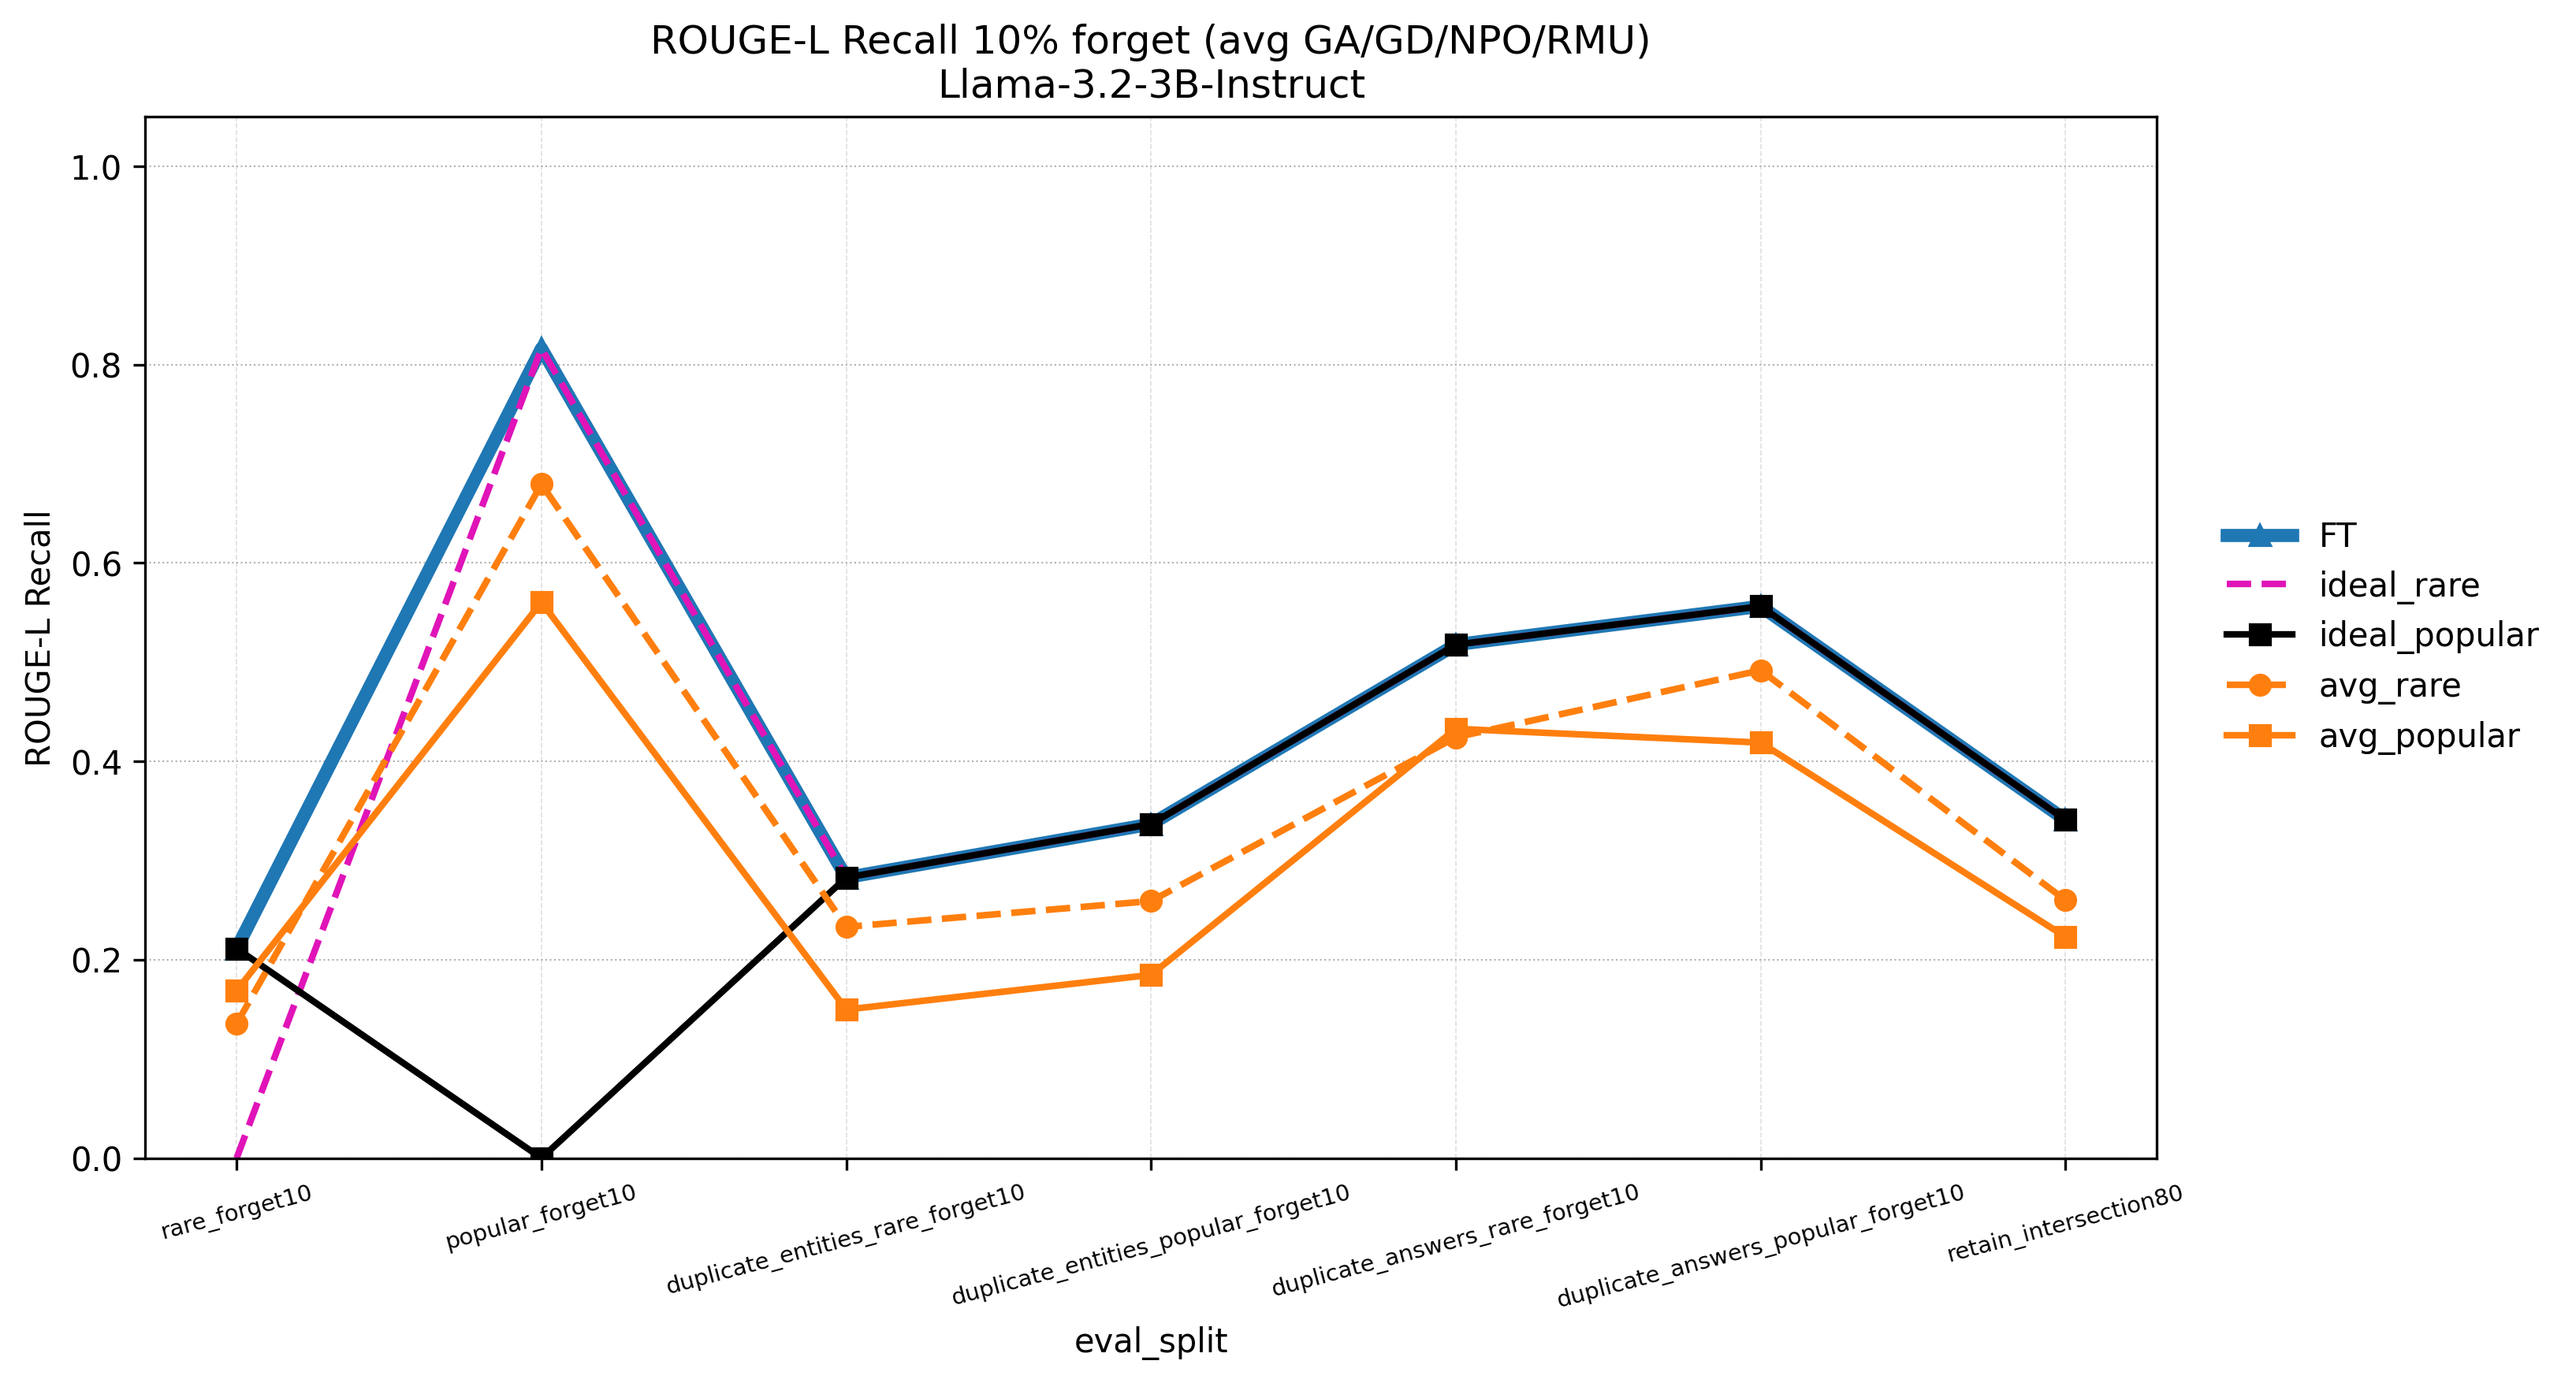 ROUGE-L Recall 10% forget (avg GA/GD/NPO/RMU)
Llama-3.2-3B-Instruct
ROUGE-L Recall
1.0
0.8
0.6
0.4
0.2
0.0
rare_forget10
popular_forget10
duplicate_entities_rare_forget10
duplicate_entities_popular_forget10
duplicate_answers_rare_forget10
duplicate_answers_popular_forget10
retain_intersection80
eval_split
FT
ideal_rare
ideal_popular
avg_rare
avg_popular